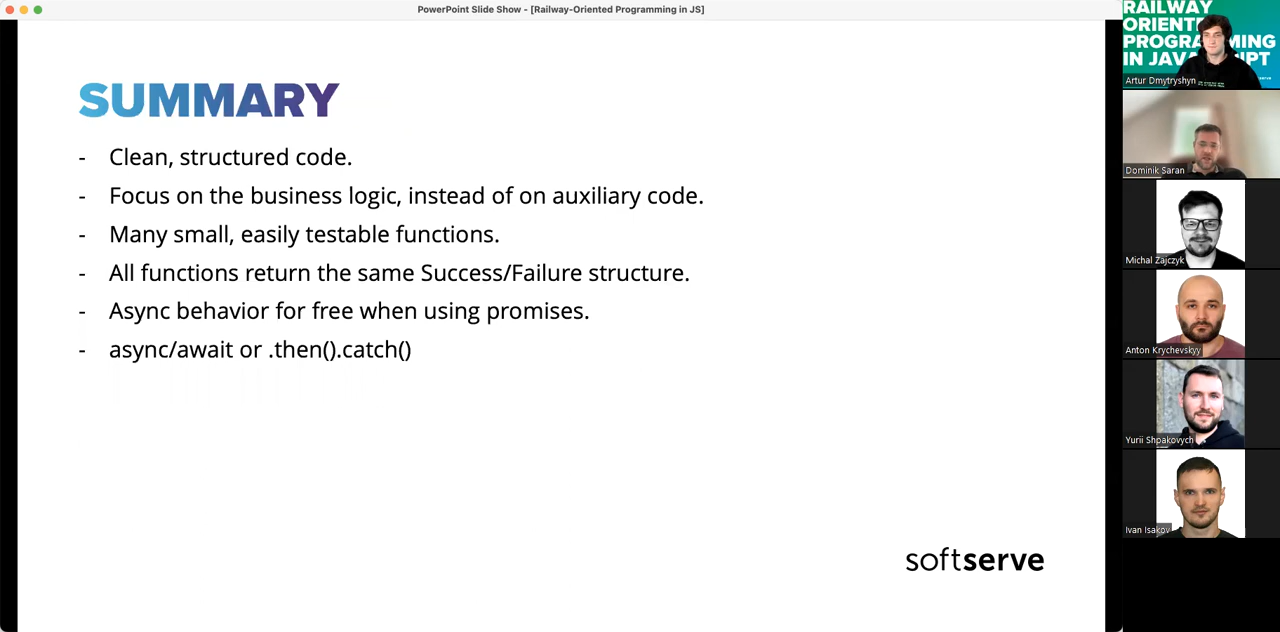 PowerPoint Slide Show - [Railway-Oriented Programming in JS]
SUMMARY
- Clean, structured code.
- Focus on the business logic, instead of on auxiliary code.
- Many small, easily testable functions.
- All functions return the same Success/Failure structure.
- Async behavior for free when using promises.
- async/await or .then().catch()
softserve
RAILWAY
ORIENTE
PROGRAMMING
IN JAVASCRIPT
Artur Dmytryshyn
Dominik Saran
Michal Zajczyk
Anton Krychevskyy
Yurii Shpakovych
Ivan Isakov